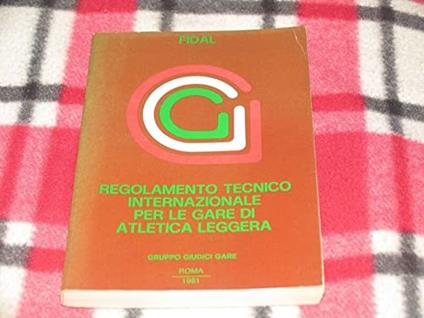 FIDAL
REGOLAMENTO TECNICO
INTERNAZIONALE
PER LE GARE DI
ATLETICA LEGGERA
GRUPPO GIUDICI GARE
ROMA
1981